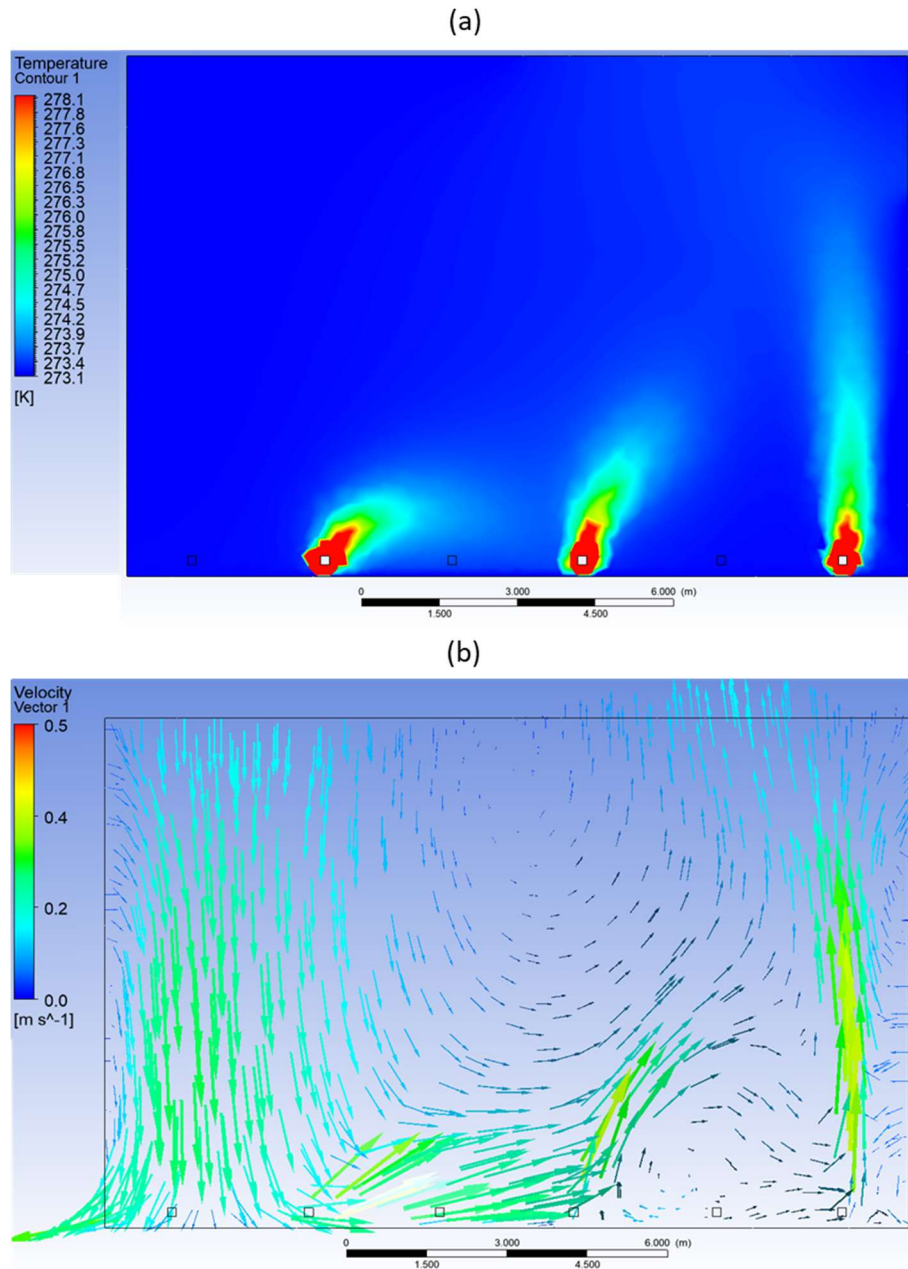 (a)
Temperature
Contour 1
278.1
277.8
277.6
277.3
277.1
276.8
276.5
276.3
276.0
275.8
275.5
275.2
275.0
274.7
274.5
274.2
273.9
273.7
273.4
273.1
[K]
0 3.000 6.000 (m)
1.500 4.500
(b)
Velocity
Vector 1
0.5
0.4
0.2
0.0
[m s^-1]
0 3.000 6.000 (m)
1.500 4.500